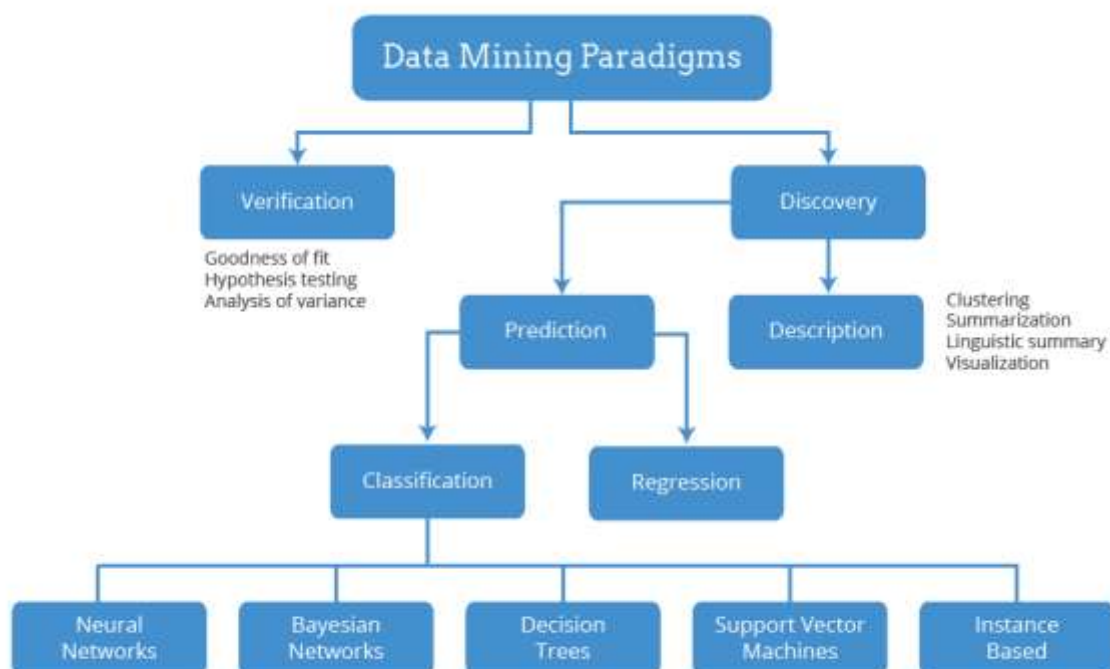 Data Mining Paradigms
Verification
Discovery
Goodness of fit
Hypothesis testing
Analysis of variance
Prediction
Description
Clustering
Summarization
Linguistic summary
Visualization
Classification
Regression
Neural
Networks
Bayesian
Networks
Decision
Trees
Support Vector
Machines
Instance
Based